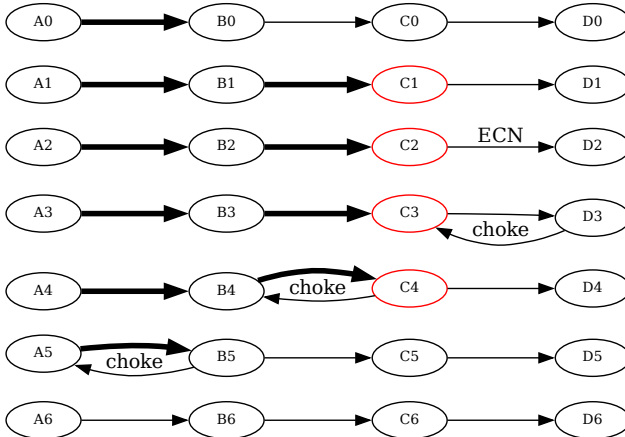 A0 B0 C0 D0
A1 B1 C1 D1
ECN
A2 B2 C2 D2
A3 B3 C3 D3
choke
A4 B4 choke C4 D4
A5 choke B5 C5 D5
A6 B6 C6 D6